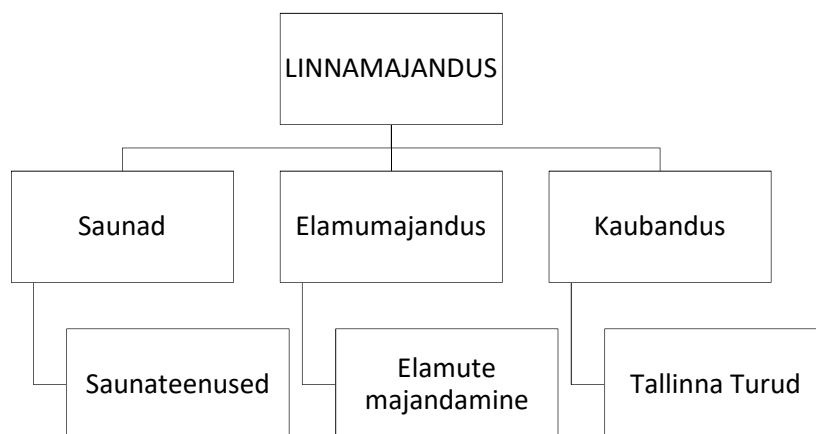 LINNAMAJANDUS
Saunad
Elamumajandus
Kaubandus
Saunateenused
Elamute
majandamine
Tallinna Turud